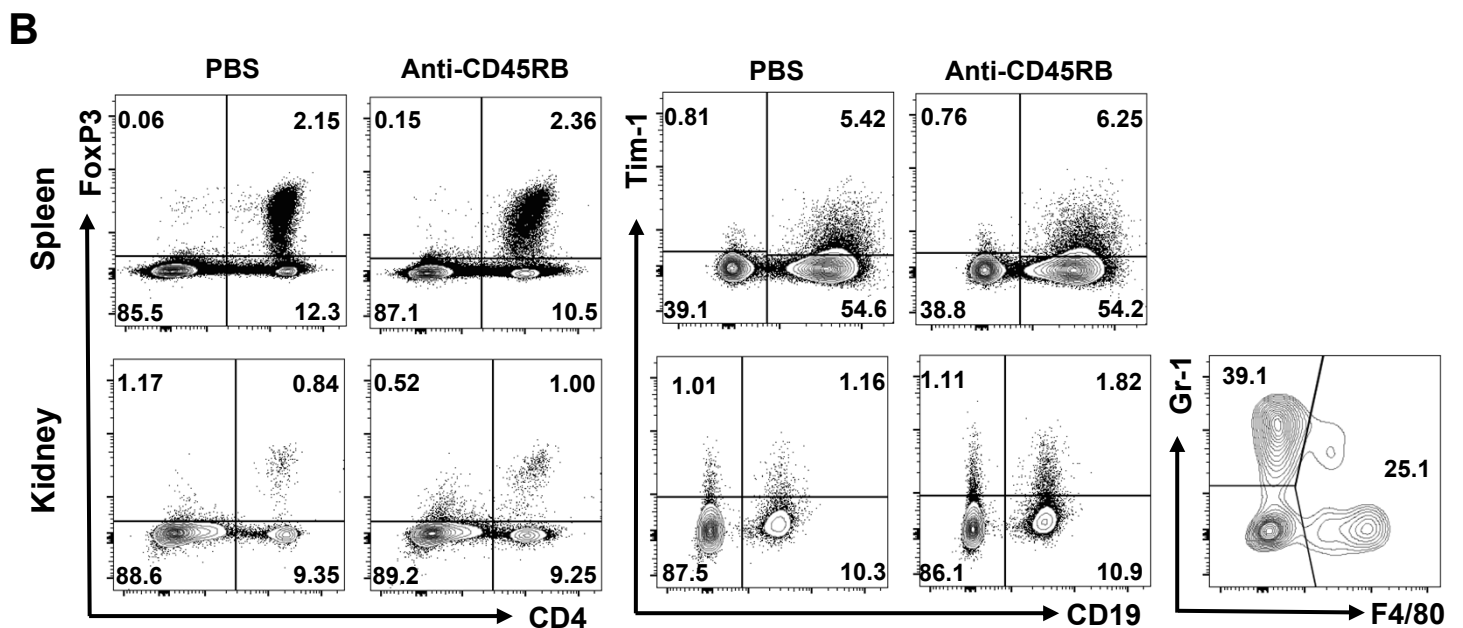 B
PBS
Anti-CD45RB
PBS
Anti-CD45RB
Spleen
FoxP3
0.06
2.15
85.5
12.3
0.15
2.36
87.1
10.5
Tim-1
0.81
5.42
39.1
54.6
0.76
6.25
38.8
54.2
Kidney
1.17
0.84
88.6
9.35
0.52
1.00
89.2
9.25
CD4
1.01
1.16
87.5
10.3
1.11
1.82
86.1
10.9
CD19
Gr-1
39.1
25.1
F4/80